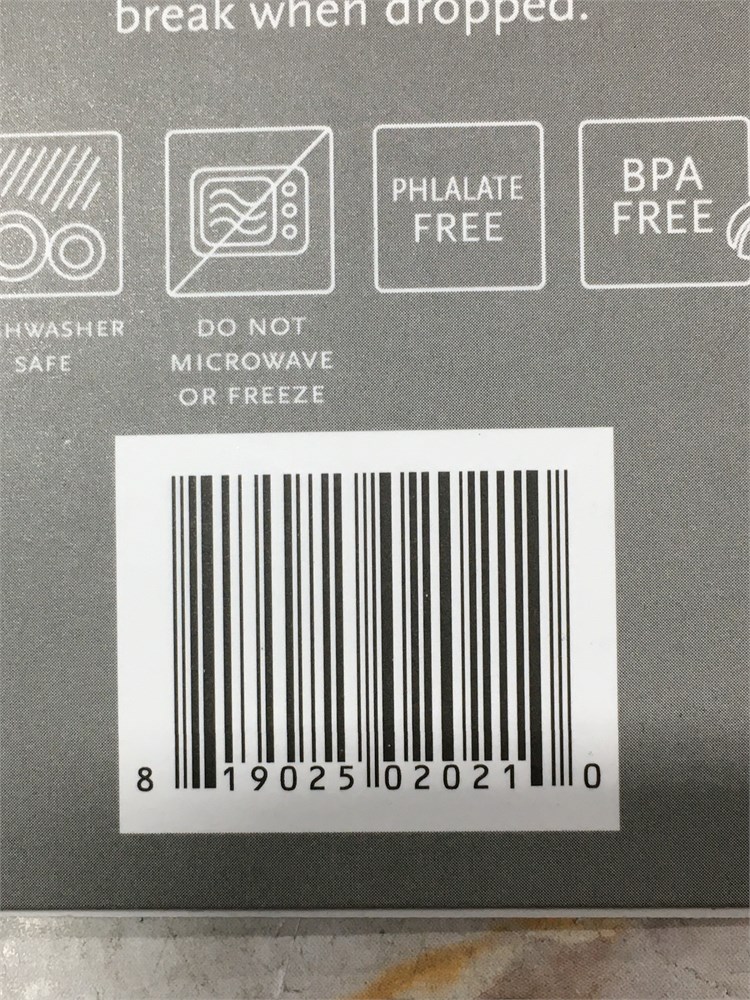 break when dropped.
PHLALATE
FREE
BPA
FREE
HWASHER
SAFE
DO NOT
MICROWAVE
OR FREEZE
8 19025 02021 0